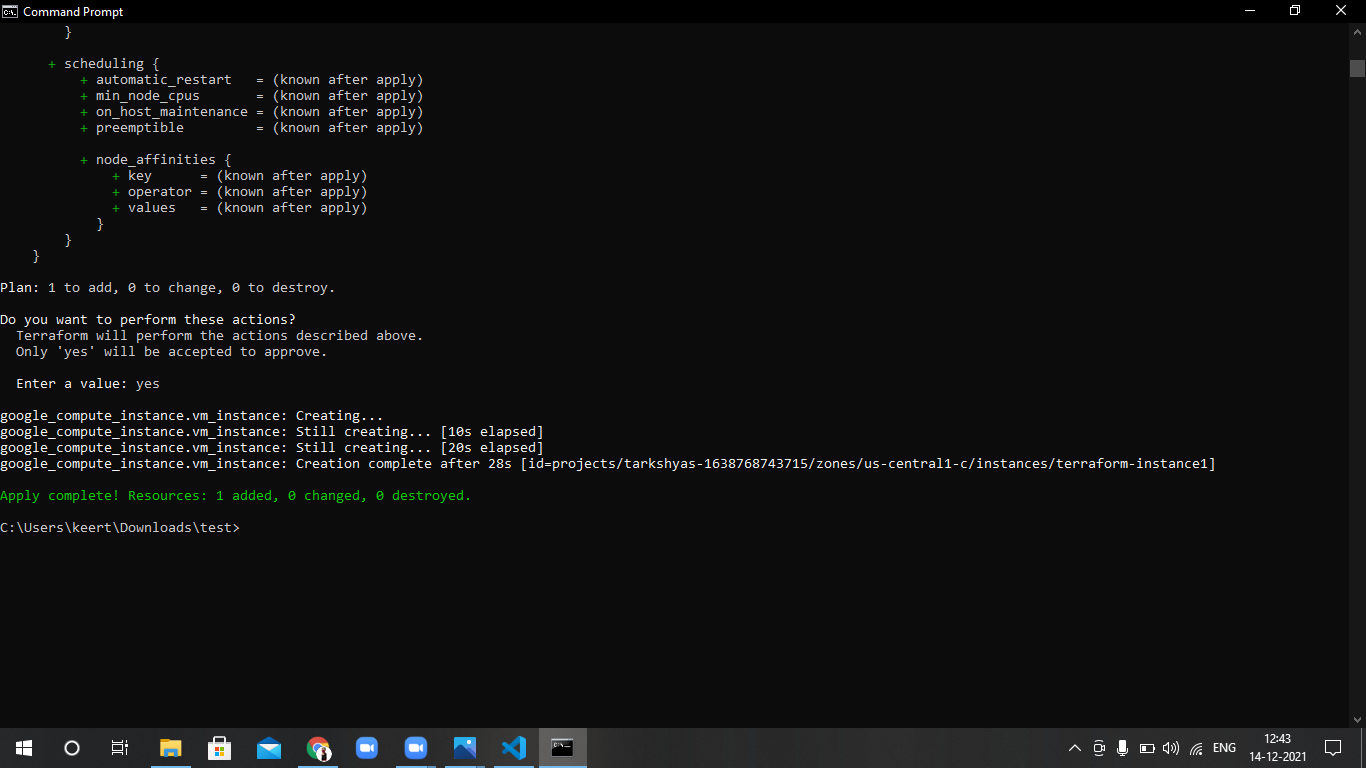 Command Prompt
}
+ scheduling {
+ automatic_restart   = (known after apply)
+ min_node_cpus       = (known after apply)
+ on_host_maintenance = (known after apply)
+ preemptible         = (known after apply)
+ node_affinities {
+ key      = (known after apply)
+ operator = (known after apply)
+ values   = (known after apply)
}
}
}
Plan: 1 to add, 0 to change, 0 to destroy.
Do you want to perform these actions?
Terraform will perform the actions described above.
Only 'yes' will be accepted to approve.
Enter a value: yes
google_compute_instance.vm_instance: Creating...
google_compute_instance.vm_instance: Still creating... [10s elapsed]
google_compute_instance.vm_instance: Still creating... [20s elapsed]
google_compute_instance.vm_instance: Creation complete after 28s [id=projects/tarkshyas-1638768743715/zones/us-central1-c/instances/terraform-instance1]
Apply complete! Resources: 1 added, 0 changed, 0 destroyed.
C:\Users\keert\Downloads\test>
ENG
12:43
14-12-2021